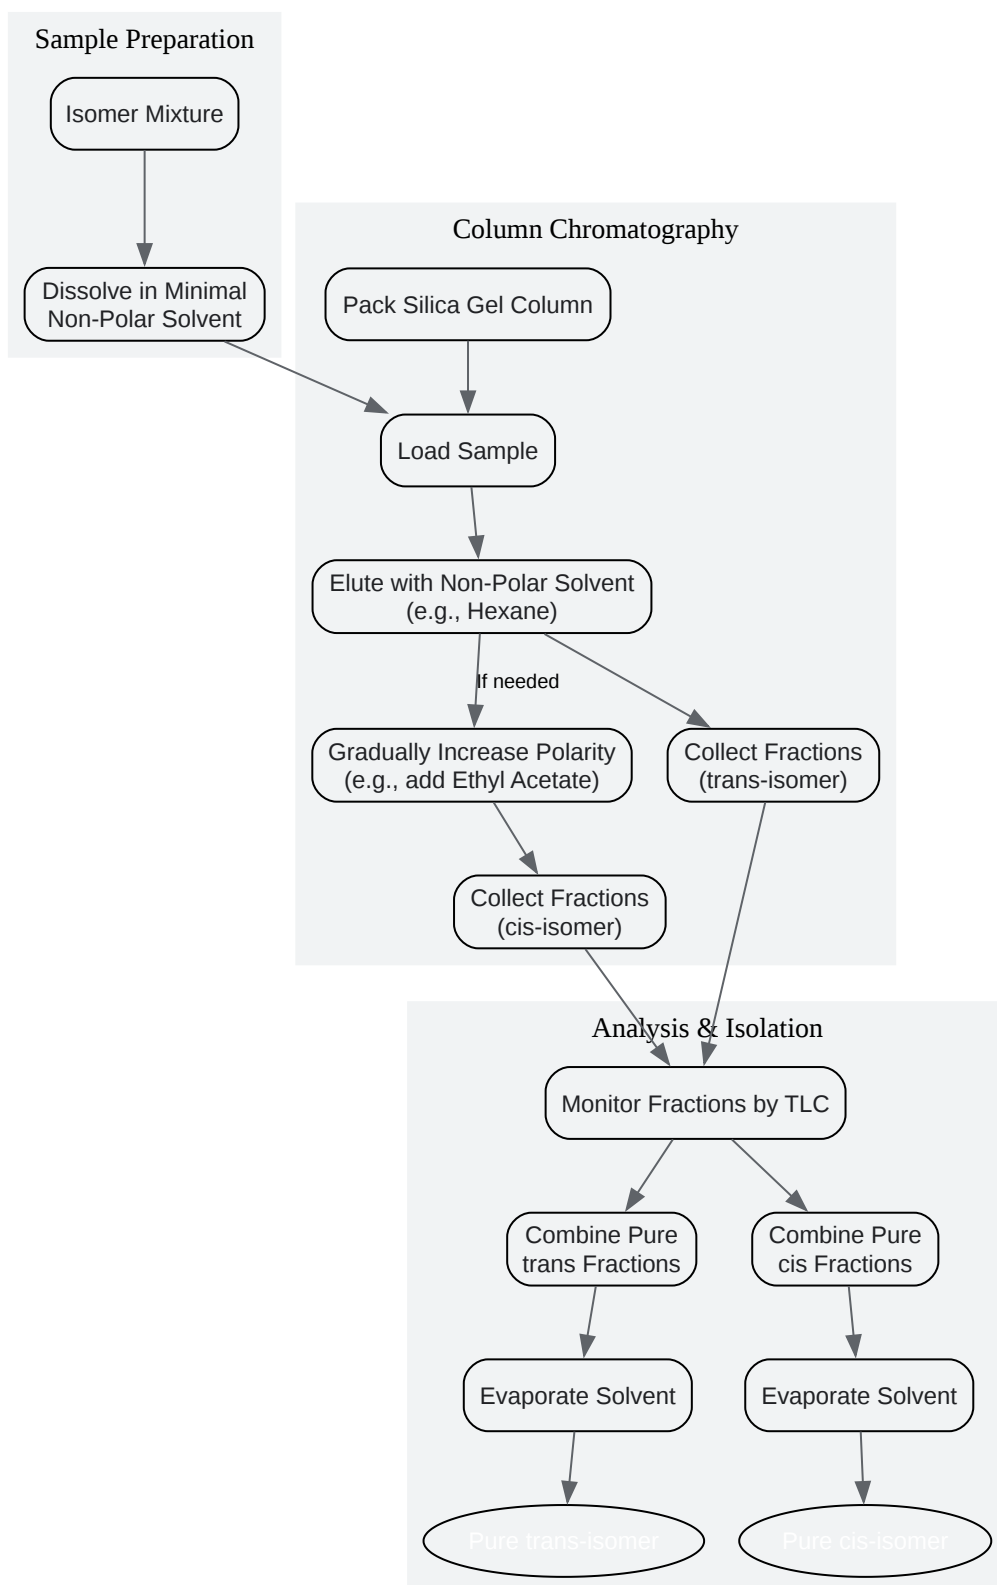 Sample Preparation
Isomer Mixture
Dissolve in Minimal
Non-Polar Solvent
Column Chromatography
Pack Silica Gel Column
Load Sample
Elute with Non-Polar Solvent
(e.g., Hexane)
If needed
Gradually Increase Polarity
(e.g., add Ethyl Acetate)
Collect Fractions
(trans-isomer)
Collect Fractions
(cis-isomer)
Analysis & Isolation
Monitor Fractions by TLC
Combine Pure
trans Fractions
Combine Pure
cis Fractions
Evaporate Solvent
Evaporate Solvent
Pure trans-isomer
Pure cis-isomer